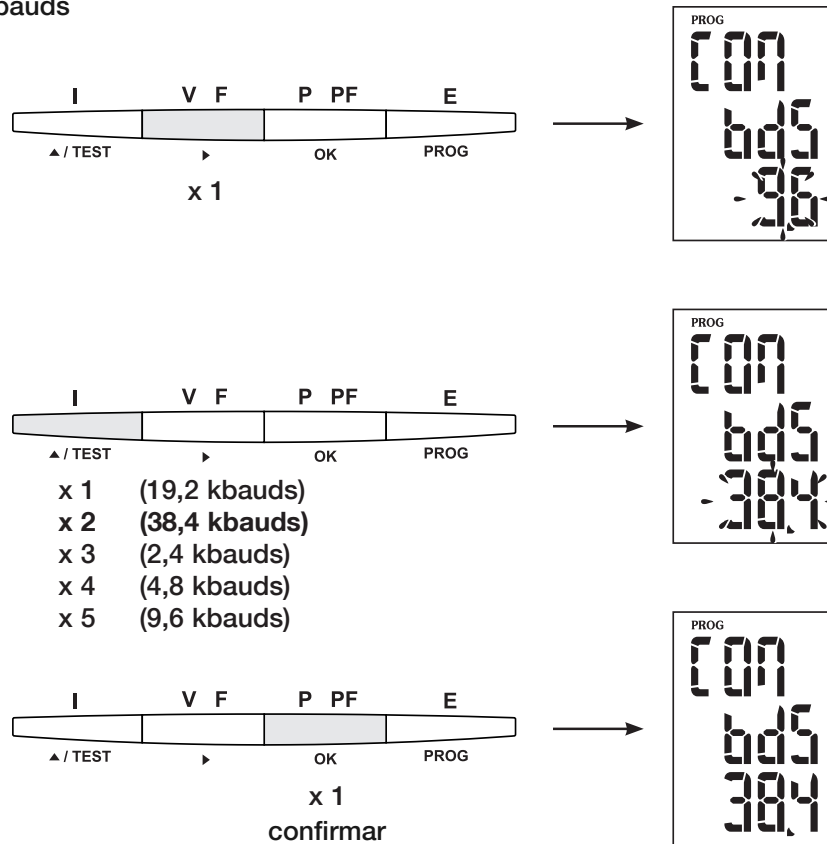 bauds
PROG
COM
I V F P PF E
bdS
▲ / TEST ▶ OK PROG
x 1
96
PROG
COM
I V F P PF E
bdS
▲ / TEST ▶ OK PROG
38.4
x 1 (19,2 kbauds)
x 2 (38,4 kbauds)
x 3 (2,4 kbauds)
x 4 (4,8 kbauds)
x 5 (9,6 kbauds)
PROG
COM
I V F P PF E
bdS
▲ / TEST ▶ OK PROG
38.4
x 1
confirmar